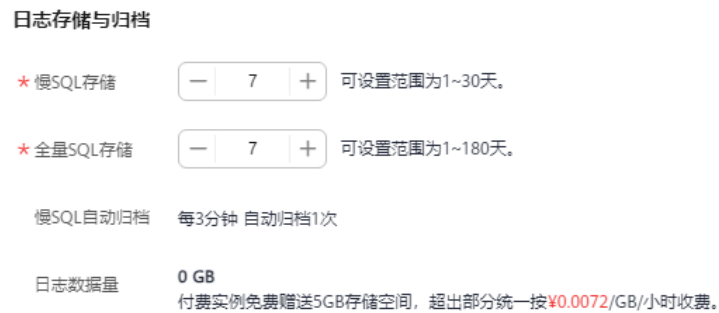 日志存储与归档
* 慢SQL存储 — 7 + 可设置范围为1~30天。
* 全量SQL存储 — 7 + 可设置范围为1~180天。
慢SQL自动归档 每3分钟 自动归档1次
日志数据量 0 GB
付费实例免费赠送5GB存储空间，超出部分统一按¥0.0072/GB/小时收费。